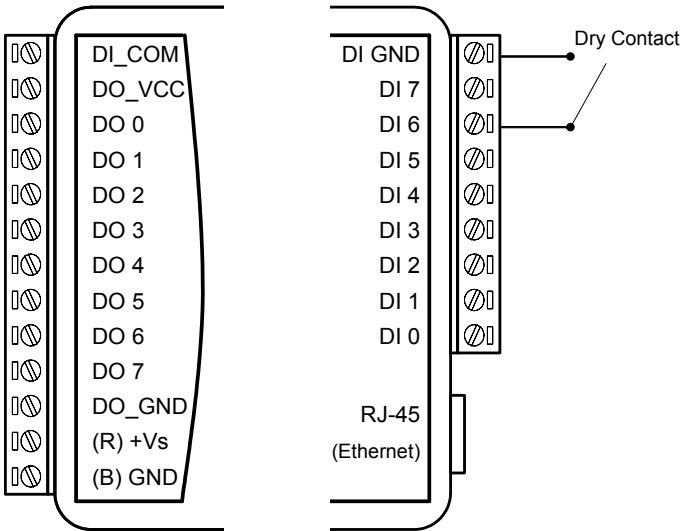 DI_COM
DO_VCC
DO 0
DO 1
DO 2
DO 3
DO 4
DO 5
DO 6
DO 7
DO_GND
(R) +Vs
(B) GND
DI GND
DI 7
DI 6
DI 5
DI 4
DI 3
DI 2
DI 1
DI 0
RJ-45
(Ethernet)
Dry Contact